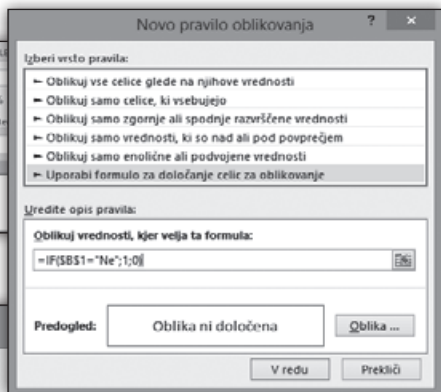 Novo pravilo oblikovanja
Izberi vrsto pravila:
► Oblikuj vse celice glede na njihove vrednosti
► Oblikuj samo celice, ki vsebujejo
► Oblikuj samo zgornje ali spodnje razvrščene vrednosti
► Oblikuj samo vrednosti, ki so nad ali pod povprečjem
► Oblikuj samo enolične ali podvojene vrednosti
► Uporabi formulo za določanje celic za oblikovanje
Uredite opis pravila:
Oblikuj vrednosti, kjer velja ta formula:
=IF($B$1="Ne";1;0)
Predogled:
Oblika ni določena
Oblika ...
V redu
Prekliči